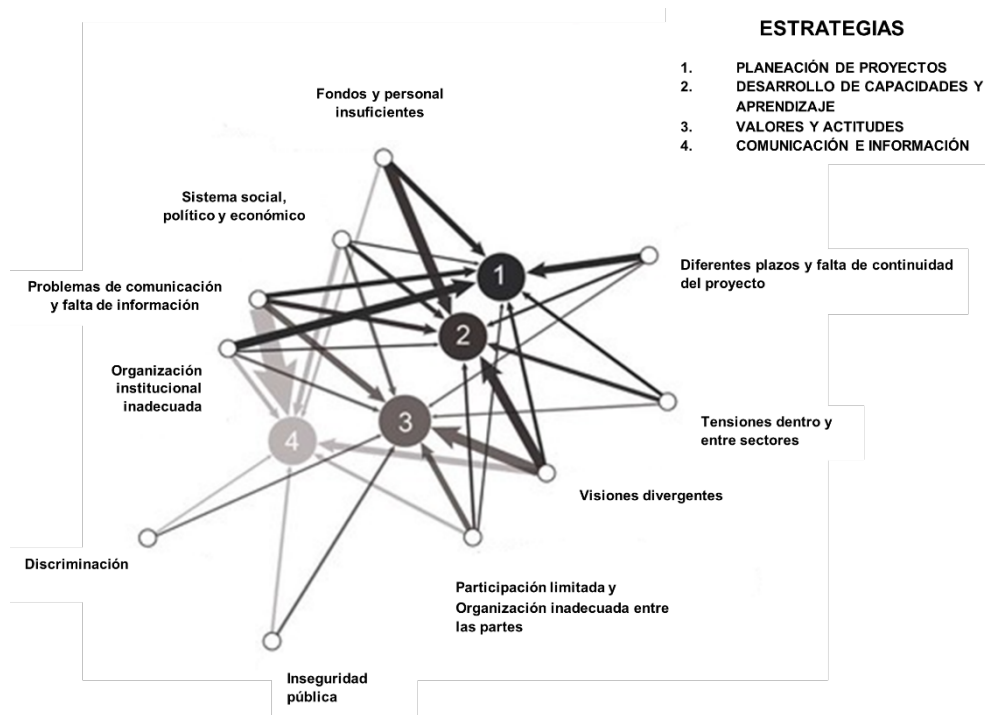 ESTRATEGIAS
1. PLANEACIÓN DE PROYECTOS
2. DESARROLLO DE CAPACIDADES Y
APRENDIZAJE
3. VALORES Y ACTITUDES
4. COMUNICACIÓN E INFORMACIÓN
Fondos y personal
insuficientes
Sistema social,
político y económico
Problemas de comunicación
y falta de información
Organización
institucional
inadecuada
Diferentes plazos y falta de continuidad
del proyecto
1
2
3
4
Tensiones dentro y
entre sectores
Visiones divergentes
Discriminación
Participación limitada y
Organización inadecuada entre
las partes
Inseguridad
pública